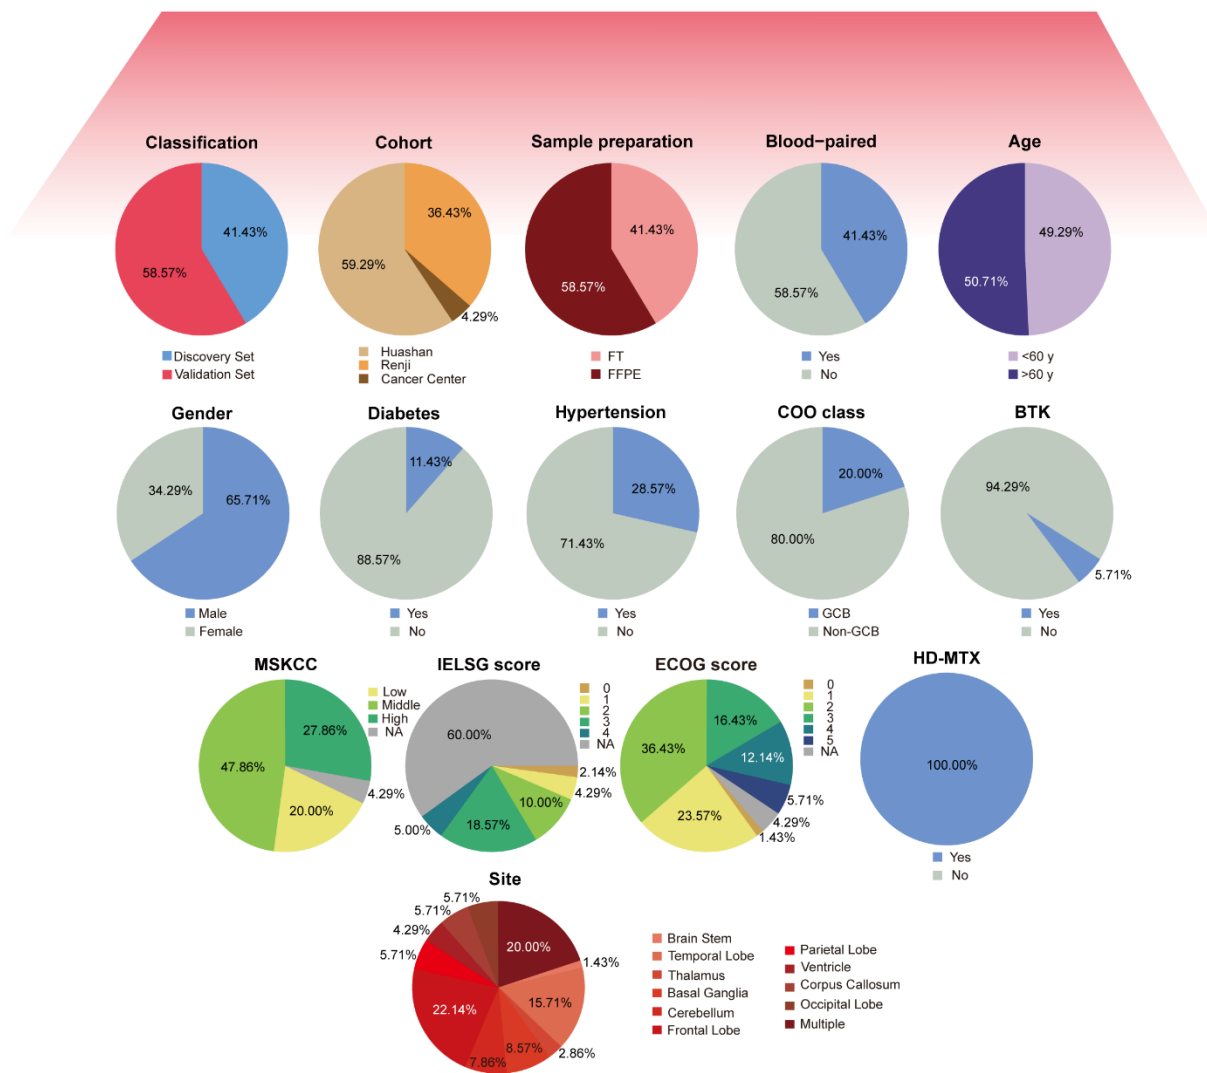 Classification
41.43%
58.57%
Discovery Set
Validation Set
Cohort
36.43%
59.29%
4.29%
Huashan
Renji
Cancer Center
Sample preparation
41.43%
58.57%
FT
FFPE
Blood−paired
41.43%
58.57%
Yes
No
Age
49.29%
50.71%
<60 y
>60 y
Gender
34.29%
65.71%
Male
Female
Diabetes
11.43%
88.57%
Yes
No
Hypertension
28.57%
71.43%
Yes
No
COO class
20.00%
80.00%
GCB
Non-GCB
BTK
94.29%
5.71%
Yes
No
MSKCC
27.86%
47.86%
4.29%
20.00%
Low
Middle
High
NA
IELSG score
60.00%
2.14%
4.29%
10.00%
18.57%
5.00%
0
1
2
3
4
NA
ECOG score
16.43%
36.43%
12.14%
5.71%
4.29%
1.43%
23.57%
0
1
2
3
4
5
NA
HD-MTX
100.00%
Yes
No
Site
5.71%
5.71%
4.29%
5.71%
20.00%
1.43%
15.71%
22.14%
2.86%
8.57%
7.86%
Brain Stem
Temporal Lobe
Thalamus
Basal Ganglia
Cerebellum
Frontal Lobe
Parietal Lobe
Ventricle
Corpus Callosum
Occipital Lobe
Multiple